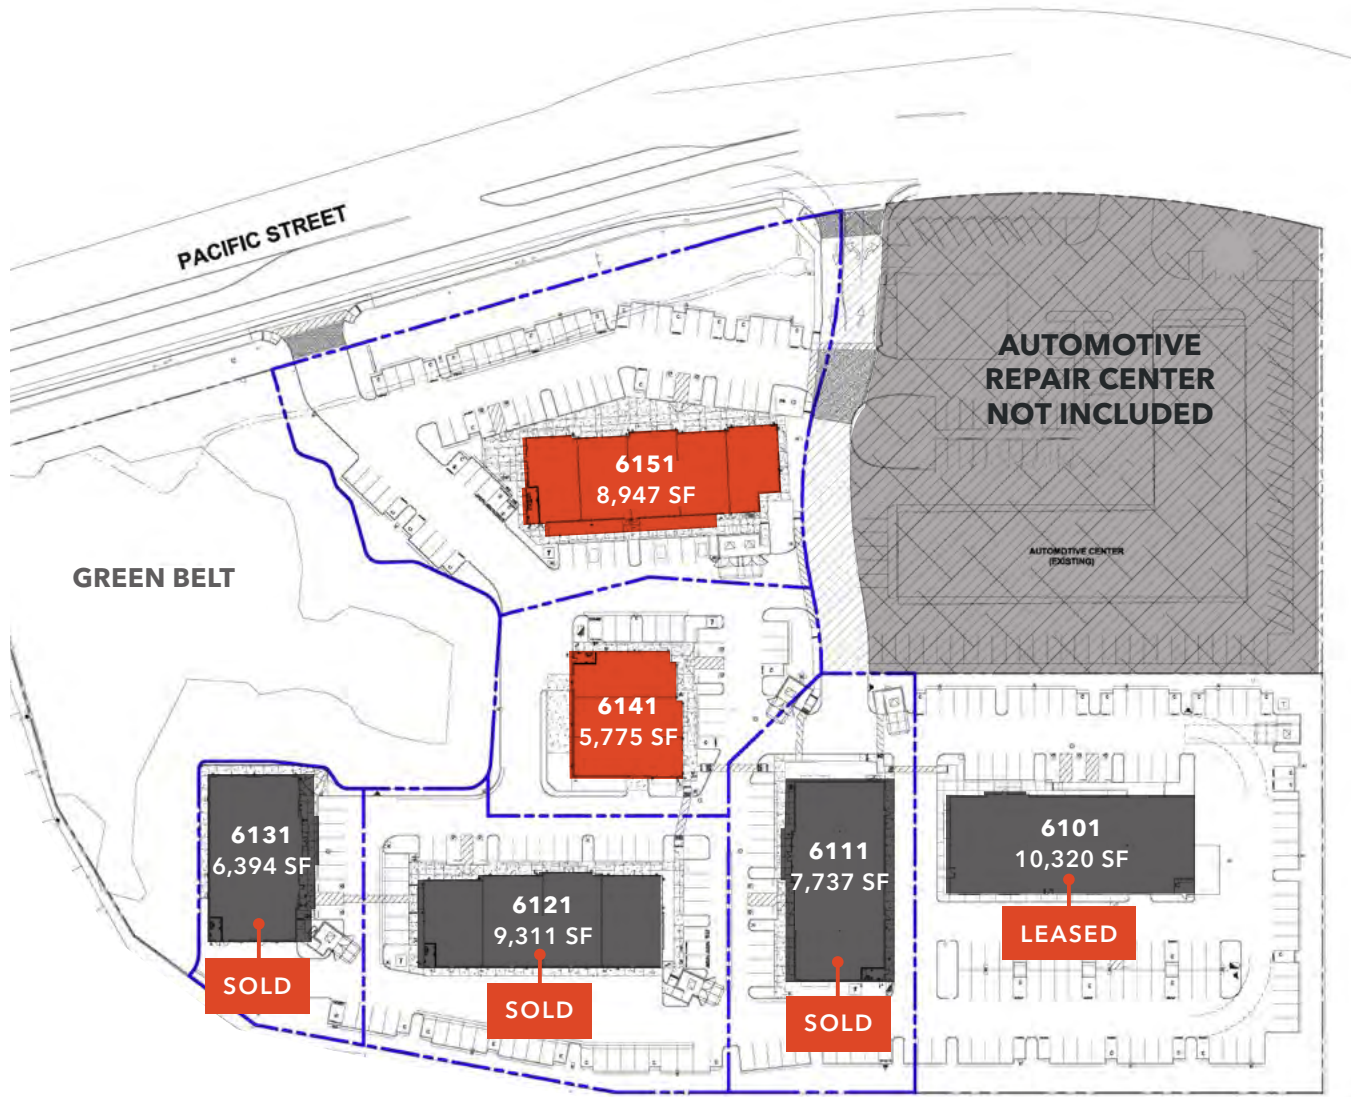 PACIFIC STREET
AUTOMOTIVE
REPAIR CENTER
NOT INCLUDED
6151
8,947 SF
AUTOMOTIVE CENTER
(EXISTING)
GREEN BELT
6141
5,775 SF
6131
6,394 SF
6121
9,311 SF
6111
7,737 SF
6101
10,320 SF
LEASED
SOLD
SOLD
SOLD